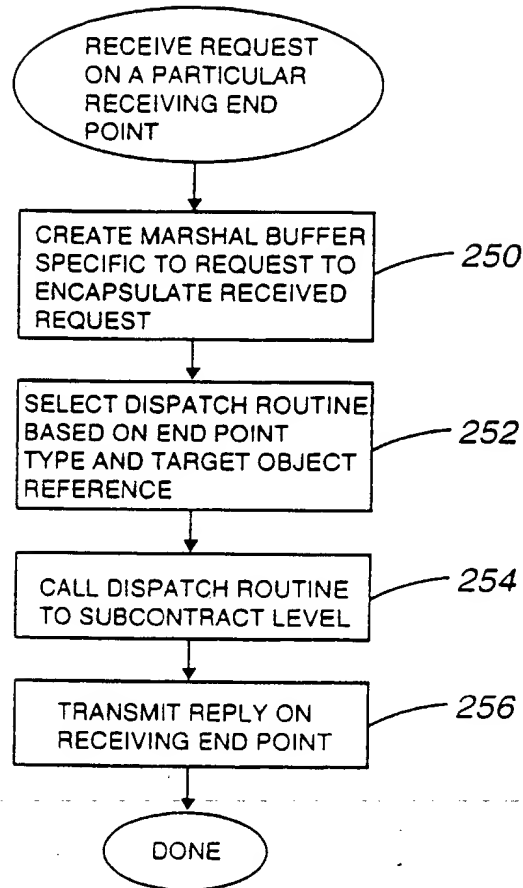 RECEIVE REQUEST
ON A PARTICULAR
RECEIVING END
POINT
CREATE MARSHAL BUFFER
SPECIFIC TO REQUEST TO
ENCAPSULATE RECEIVED
REQUEST
250
SELECT DISPATCH ROUTINE
BASED ON END POINT
TYPE AND TARGET OBJECT
REFERENCE
252
CALL DISPATCH ROUTINE
TO SUBCONTRACT LEVEL
254
TRANSMIT REPLY ON
RECEIVING END POINT
256
DONE